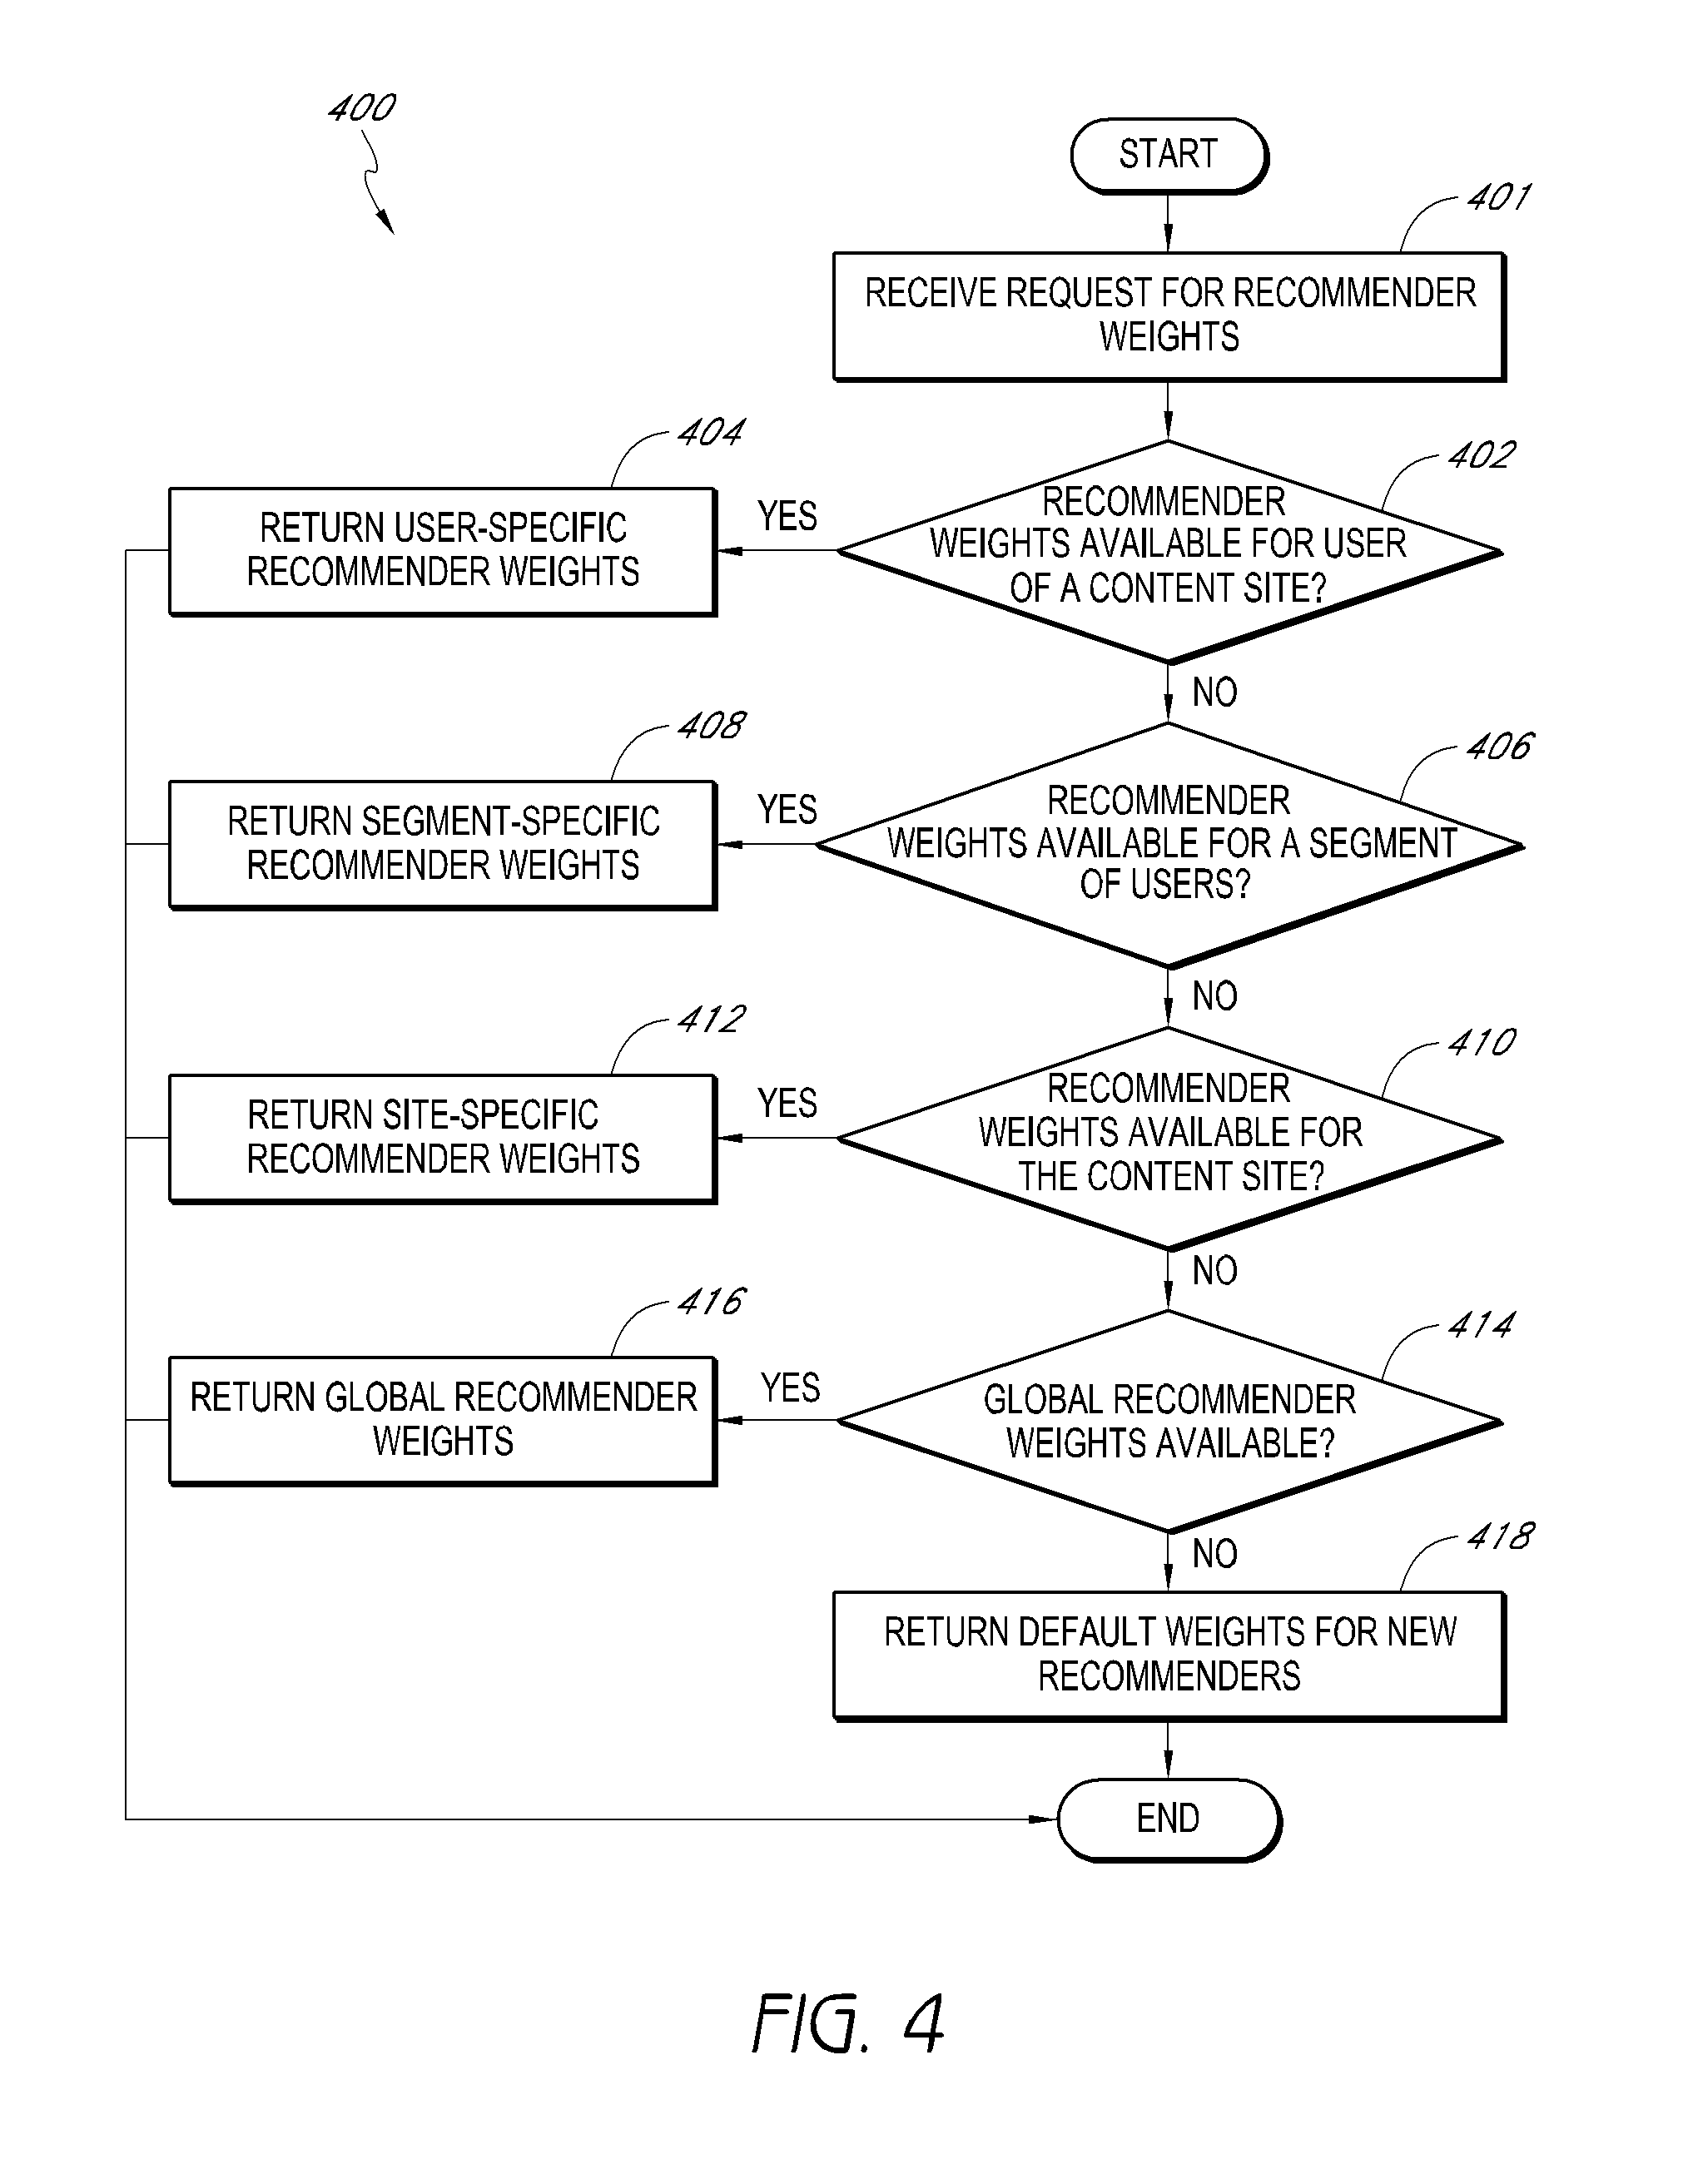 400
START
401
RECEIVE REQUEST FOR RECOMMENDER
WEIGHTS
402
RECOMMENDER
WEIGHTS AVAILABLE FOR USER
OF A CONTENT SITE?
YES
404
RETURN USER-SPECIFIC
RECOMMENDER WEIGHTS
NO
406
RECOMMENDER
WEIGHTS AVAILABLE FOR A SEGMENT
OF USERS?
YES
408
RETURN SEGMENT-SPECIFIC
RECOMMENDER WEIGHTS
NO
410
RECOMMENDER
WEIGHTS AVAILABLE FOR
THE CONTENT SITE?
YES
412
RETURN SITE-SPECIFIC
RECOMMENDER WEIGHTS
NO
414
GLOBAL RECOMMENDER
WEIGHTS AVAILABLE?
YES
416
RETURN GLOBAL RECOMMENDER
WEIGHTS
NO
418
RETURN DEFAULT WEIGHTS FOR NEW
RECOMMENDERS
END
FIG. 4